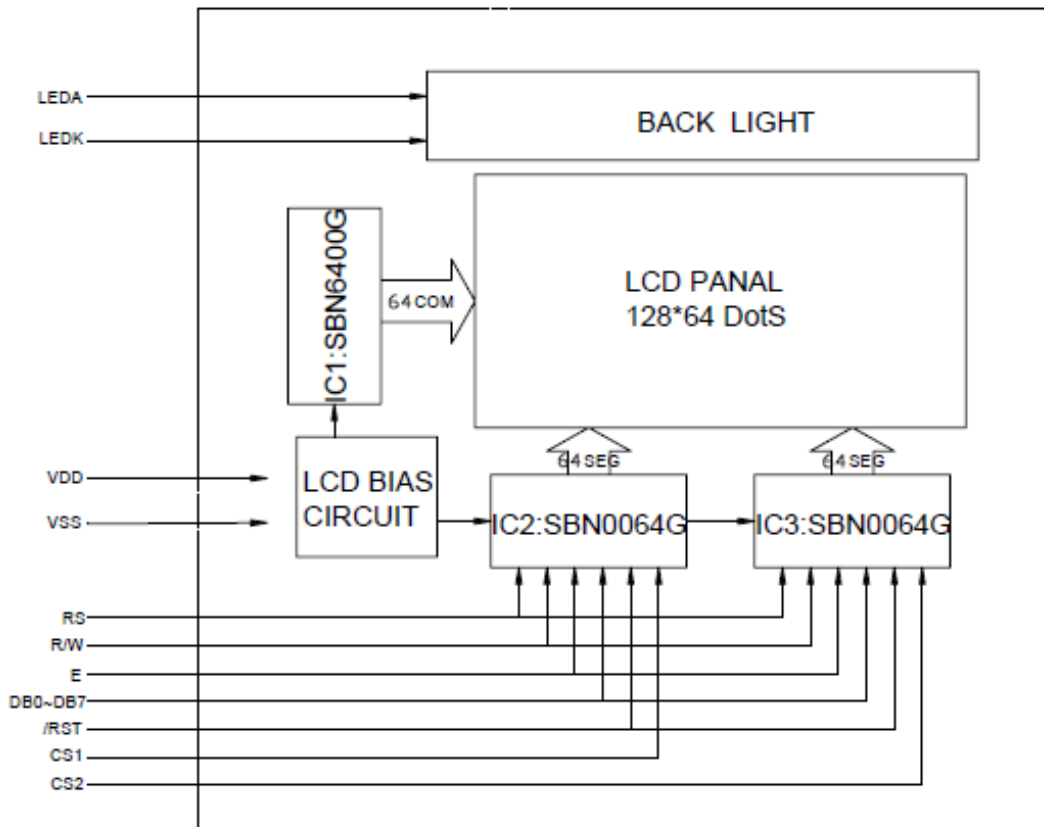 LEDA
LEDK
BACK LIGHT
IC1:SBN6400G
64 COM
LCD PANAL
128*64 DotS
VDD
VSS
LCD BIAS
CIRCUIT
64 SEG
64 SEG
IC2:SBN0064G
IC3:SBN0064G
RS
R/W
E
DB0~DB7
/RST
CS1
CS2